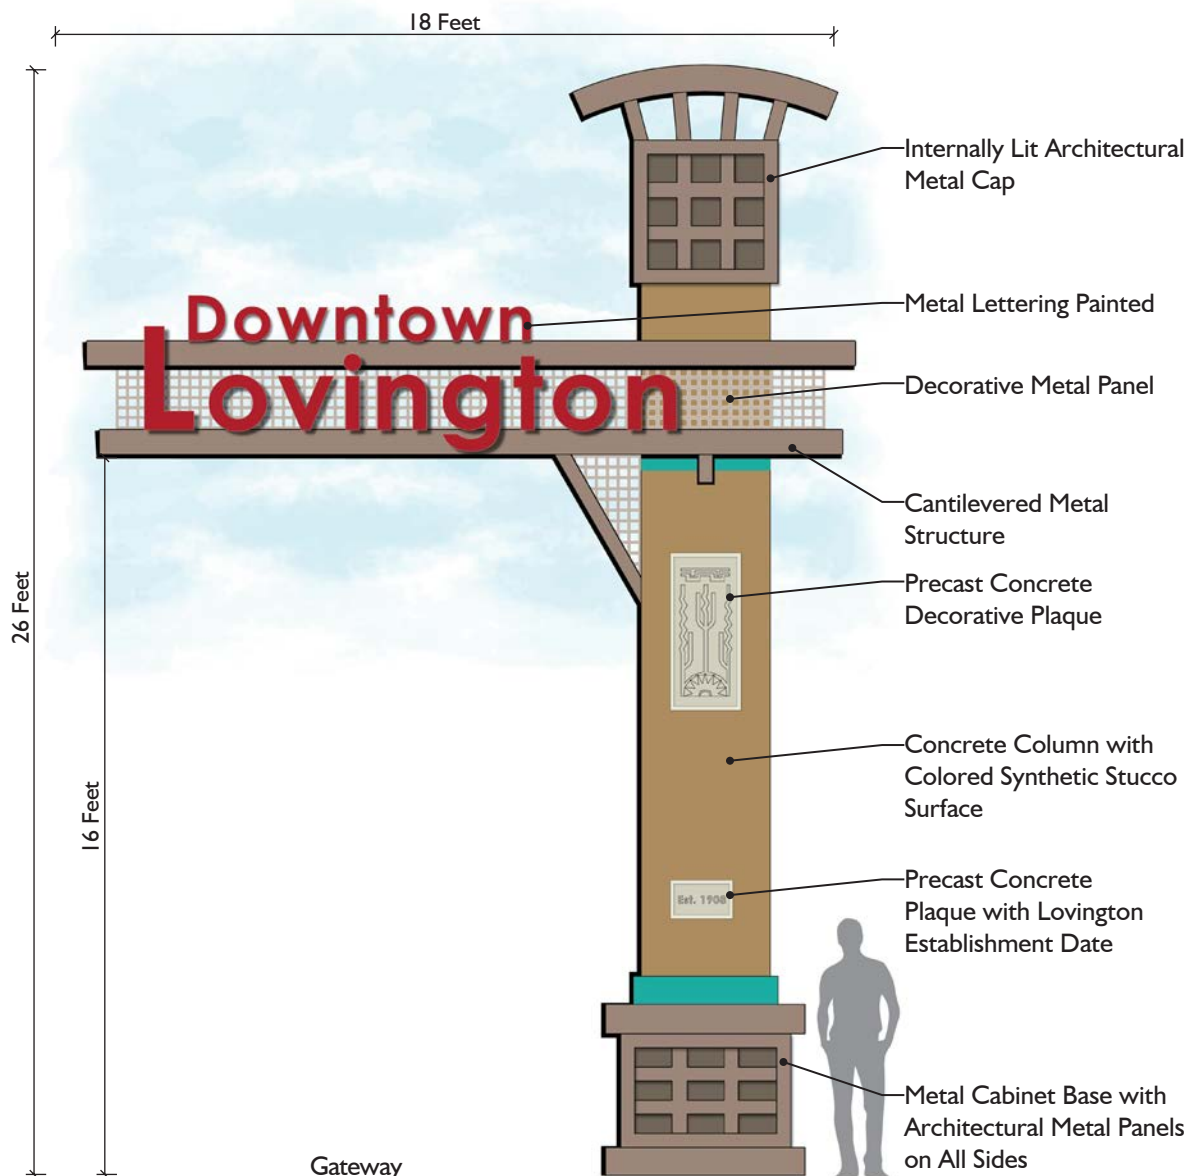 18 Feet
Internally Lit Architectural
Metal Cap
Downtown
Lovington
Metal Lettering Painted
Decorative Metal Panel
Cantilevered Metal
Structure
26 Feet
Precast Concrete
Decorative Plaque
16 Feet
Concrete Column with
Colored Synthetic Stucco
Surface
Est. 1908
Precast Concrete
Plaque with Lovington
Establishment Date
Metal Cabinet Base with
Architectural Metal Panels
on All Sides
Gateway